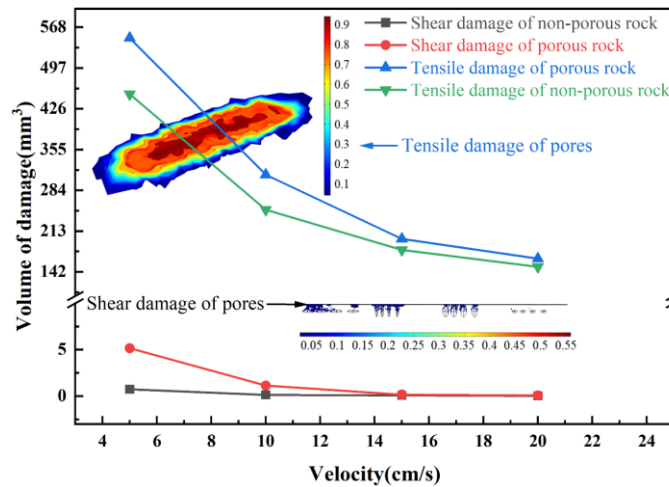 Shear damage of non-porous rock
Shear damage of porous rock
Tensile damage of porous rock
Tensile damage of non-porous rock
0.9
0.8
0.7
0.6
0.5
0.4
0.3
0.2
0.1
Tensile damage of pores
Volume of damage(mm³)
568
497
426
355
284
213
142
Shear damage of pores
0.05 0.1 0.15 0.2 0.25 0.3 0.35 0.4 0.45 0.5 0.55
5
0
4 6 8 10 12 14 16 18 20 22 24
Velocity(cm/s)